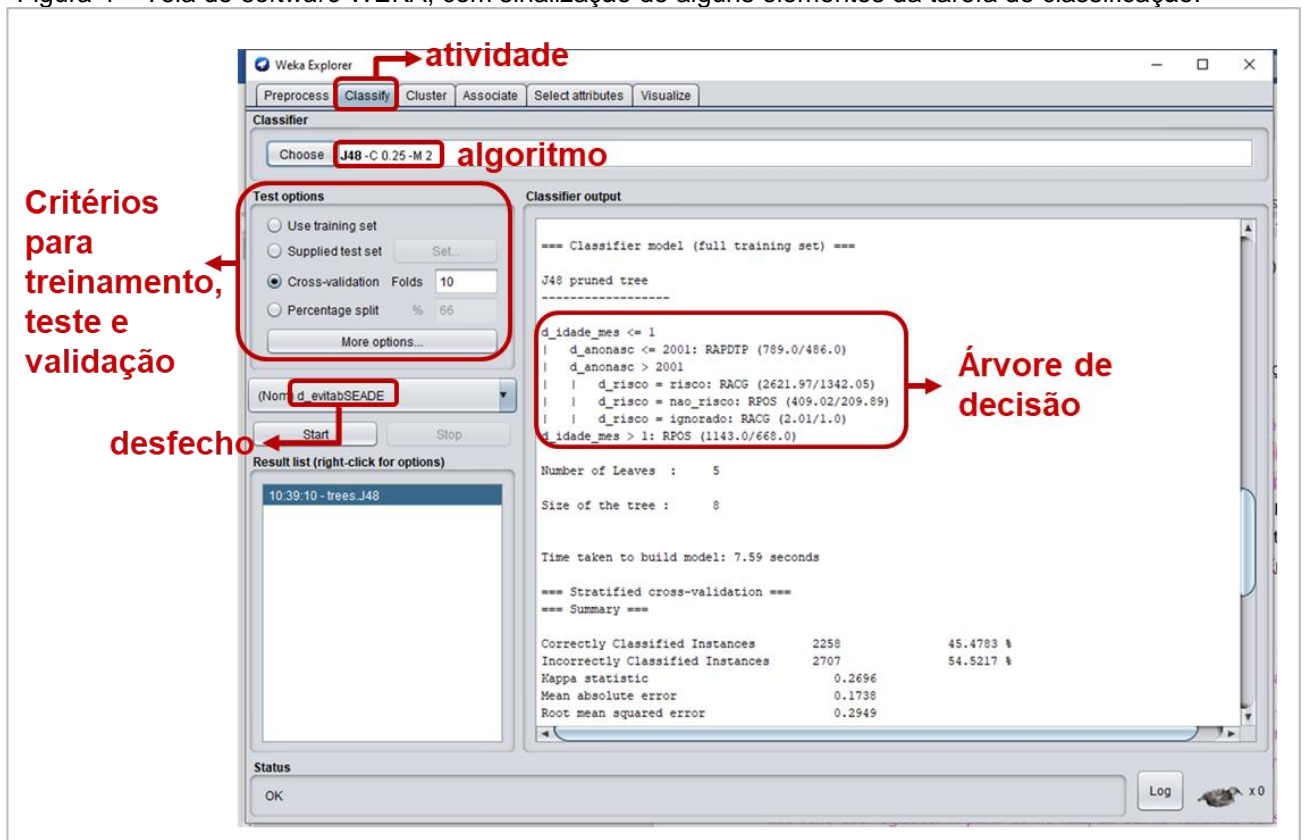 Weka Explorer
atividade
Preprocess Classify Cluster Associate Select attributes Visualize
Classifier
Choose J48 -C 0.25 -M 2
algoritmo
Critérios
para
treinamento,
teste e
validação
Test options
Use training set
Supplied test set Set...
Cross-validation Folds 10
Percentage split % 66
More options...
(Nom) d_evitabSEADE
desfecho
Start Stop
Result list (right-click for options)
10:39:10 - trees.J48
Classifier output
=== Classifier model (full training set) ===
J48 pruned tree
------------------
d_idade_mes <= 1
| d_anonasc <= 2001: RAPDTP (789.0/486.0)
| d_anonasc > 2001
| | d_risco = risco: RACG (2621.97/1342.05)
| | d_risco = nao_risco: RPOS (409.02/209.89)
| | d_risco = ignorado: RACG (2.01/1.0)
d_idade_mes > 1: RPOS (1143.0/668.0)
Árvore de
decisão
Number of Leaves : 5
Size of the tree : 8
Time taken to build model: 7.59 seconds
=== Stratified cross-validation ===
=== Summary ===
Correctly Classified Instances 2258 45.4783 %
Incorrectly Classified Instances 2707 54.5217 %
Kappa statistic 0.2696
Mean absolute error 0.1738
Root mean squared error 0.2949
Status
OK
Log
x 0